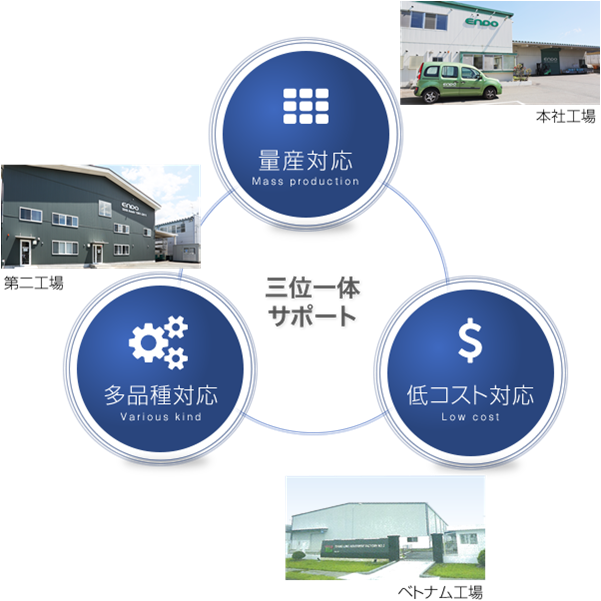 ENDO
本社工場
量産対応
Mass production
ENDO
第二工場
三位一体
サポート
多品種対応
Various kind
$
低コスト対応
Low cost
ベトナム工場